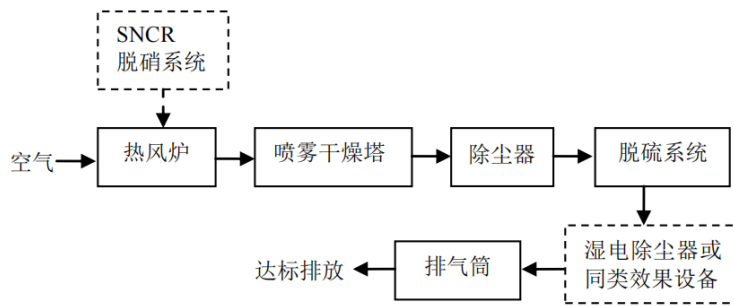 SNCR
脱硝系统
空气
热风炉
喷雾干燥塔
除尘器
脱硫系统
湿电除尘器或
同类效果设备
排气筒
达标排放